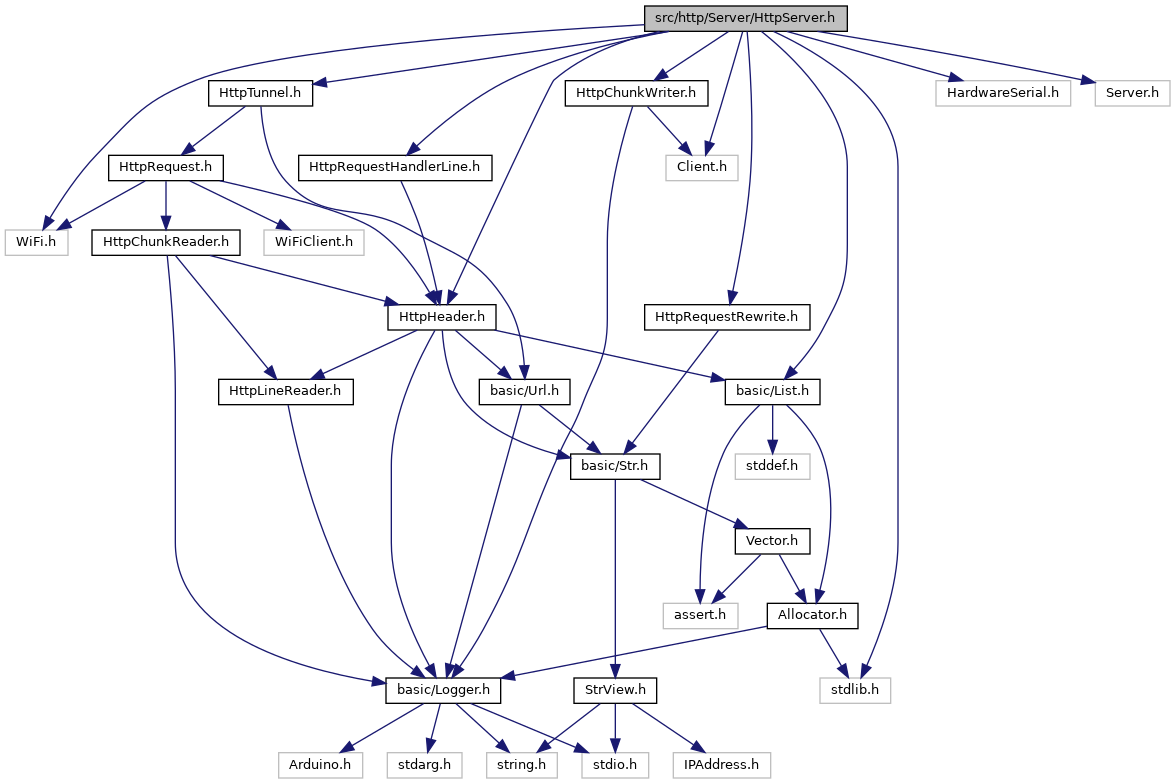 src/http/Server/HttpServer.h
HttpTunnel.h
HttpChunkWriter.h
HardwareSerial.h
Server.h
HttpRequest.h
HttpRequestHandlerLine.h
Client.h
WiFi.h
HttpChunkReader.h
WiFiClient.h
HttpHeader.h
HttpRequestRewrite.h
HttpLineReader.h
basic/Url.h
basic/List.h
basic/Str.h
stddef.h
Vector.h
assert.h
Allocator.h
basic/Logger.h
StrView.h
stdlib.h
Arduino.h
stdarg.h
string.h
stdio.h
IPAddress.h